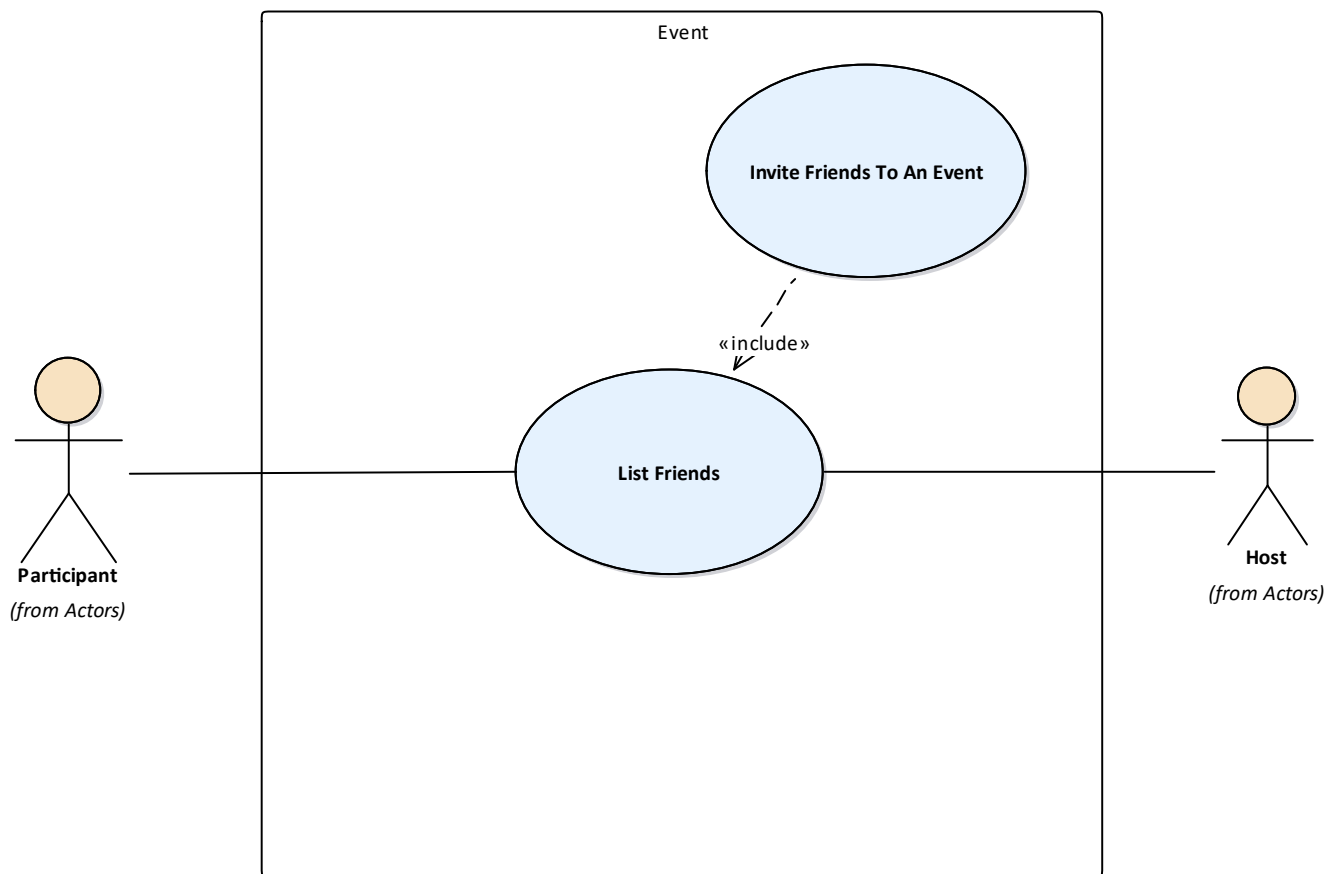 Event
Invite Friends To An Event
«include»
List Friends
Participant
(from Actors)
Host
(from Actors)